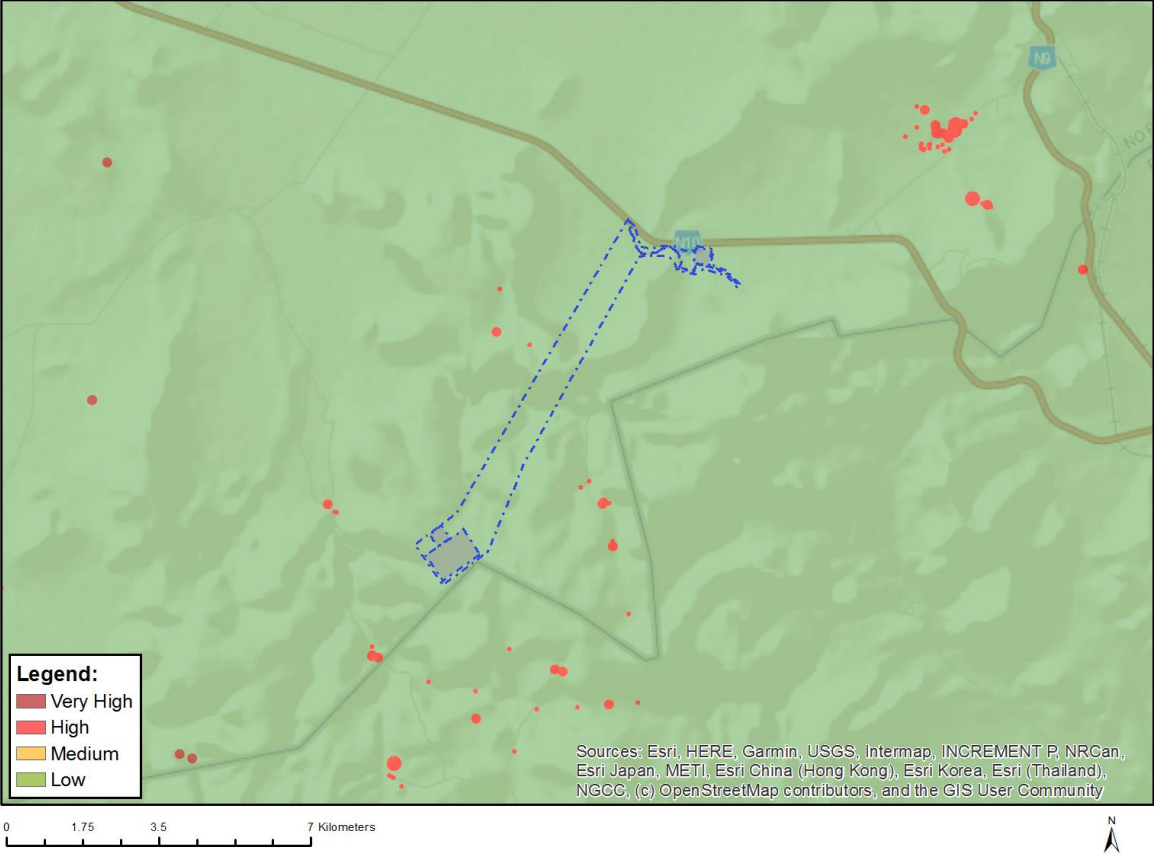 N9
NO
N10
Legend:
Very High
High
Medium
Low
Sources: Esri, HERE, Garmin, USGS, Intermap, INCREMENT P, NRCan,
Esri Japan, METI, Esri China (Hong Kong), Esri Korea, Esri (Thailand),
NGCC, (c) OpenStreetMap contributors, and the GIS User Community
0 1.75 3.5 7 Kilometers
N